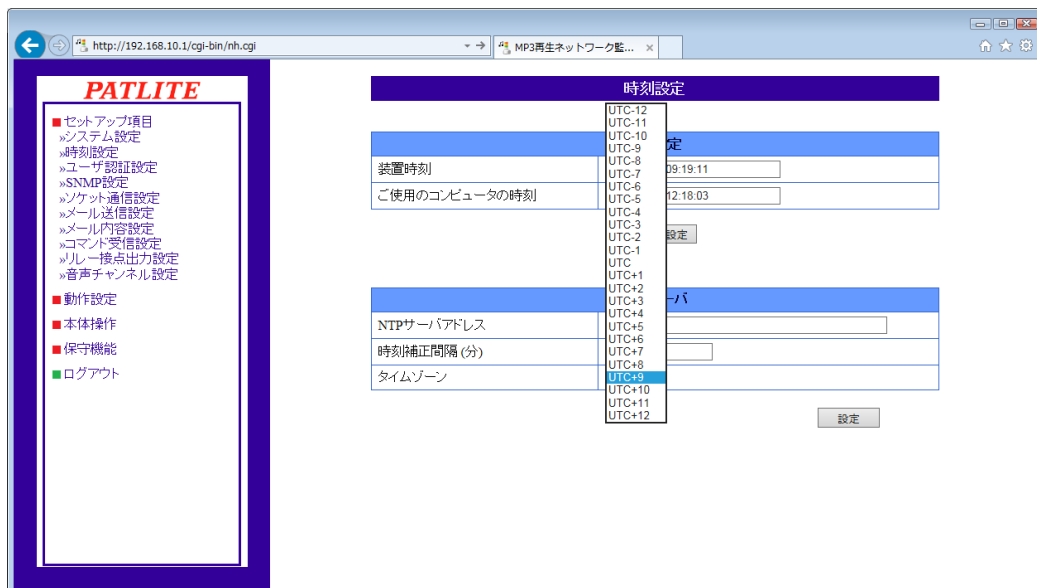 http://192.168.10.1/cgi-bin/nh.cgi
MP3再生ネットワーク監...
PATLITE
セットアップ項目
»システム設定
»時刻設定
»ユーザ認証設定
»SNMP設定
»ソケット通信設定
»メール送信設定
»メール内容設定
»コマンド受信設定
»リレー接点出力設定
»音声チャンネル設定
動作設定
本体操作
保守機能
ログアウト
時刻設定
定
装置時刻
09:19:11
ご使用のコンピュータの時刻
12:18:03
設定
ーバ
NTPサーバアドレス
時刻補正間隔 (分)
タイムゾーン
UTC-12
UTC-11
UTC-10
UTC-9
UTC-8
UTC-7
UTC-6
UTC-5
UTC-4
UTC-3
UTC-2
UTC-1
UTC
UTC+1
UTC+2
UTC+3
UTC+4
UTC+5
UTC+6
UTC+7
UTC+8
UTC+9
UTC+10
UTC+11
UTC+12
設定